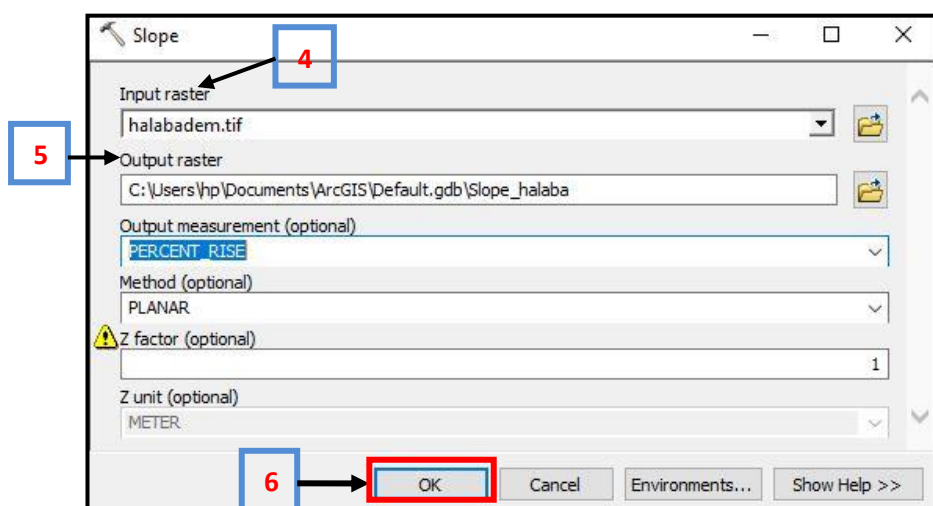 Slope
4
Input raster
halabadem.tif
5
Output raster
C:\Users\hp\Documents\ArcGIS\Default.gdb\Slope_halaba
Output measurement (optional)
PERCENT_RISE
Method (optional)
PLANAR
Z factor (optional)
1
Z unit (optional)
METER
6
OK Cancel Environments... Show Help >>